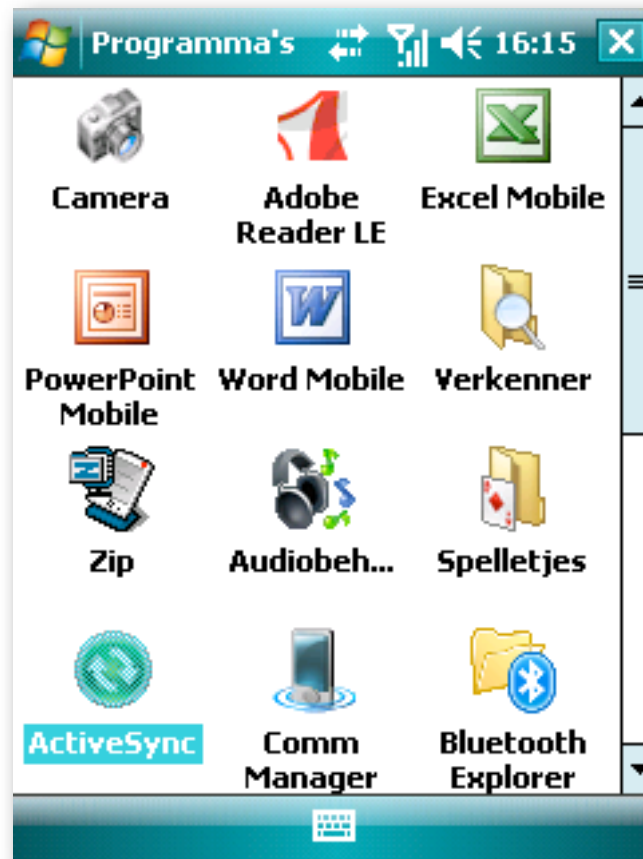 Programma's 16:15
Camera
Adobe Reader LE
Excel Mobile
PowerPoint Mobile
Word Mobile
Verkenner
Zip
Audiobeh...
Spelletjes
ActiveSync
Comm Manager
Bluetooth Explorer